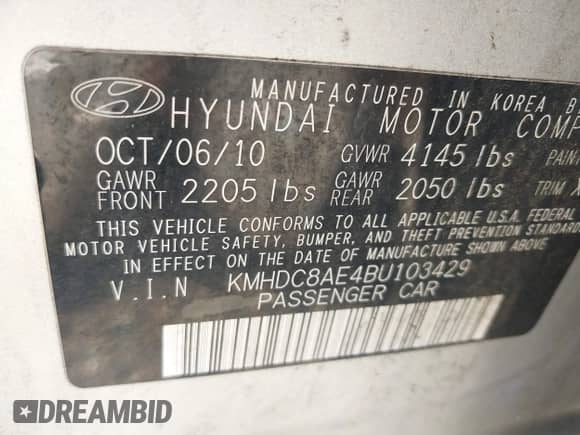 MANUFACTURED IN KOREA BY
HYUNDAI MOTOR
OCT/06/10 GVWR 4145 lbs
GAWR FRONT 2205 lbs GAWR REAR 2050 lbs TRIM
THIS VEHICLE CONFORMS TO ALL APPLICABLE U.S.A. FEDERAL
MOTOR VEHICLE SAFETY, BUMPER, AND THEFT PREVENTION
IN EFFECT ON THE DATE OF MANUFACTURE SHOWN ABOVE
V.I.N KMHDC8AE4BU103429
PASSENGER CAR
DREAMBID